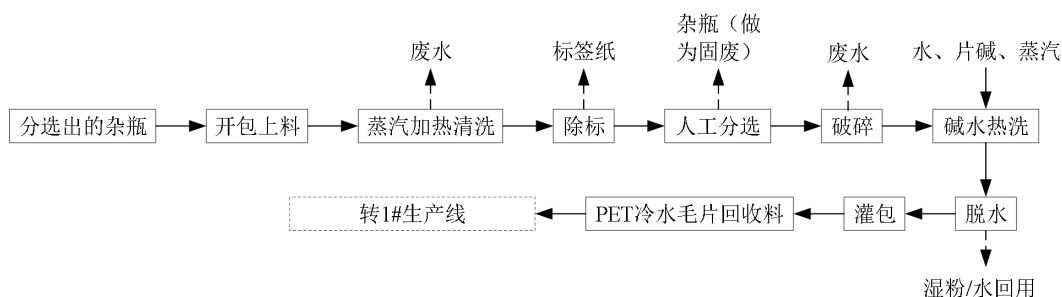 杂瓶（做
为固废）
废水
标签纸
废水
水、片碱、蒸汽
分选出的杂瓶
开包上料
蒸汽加热清洗
除标
人工分选
破碎
碱水热洗
转1#生产线
PET冷水毛片回收料
灌包
脱水
湿粉/水回用